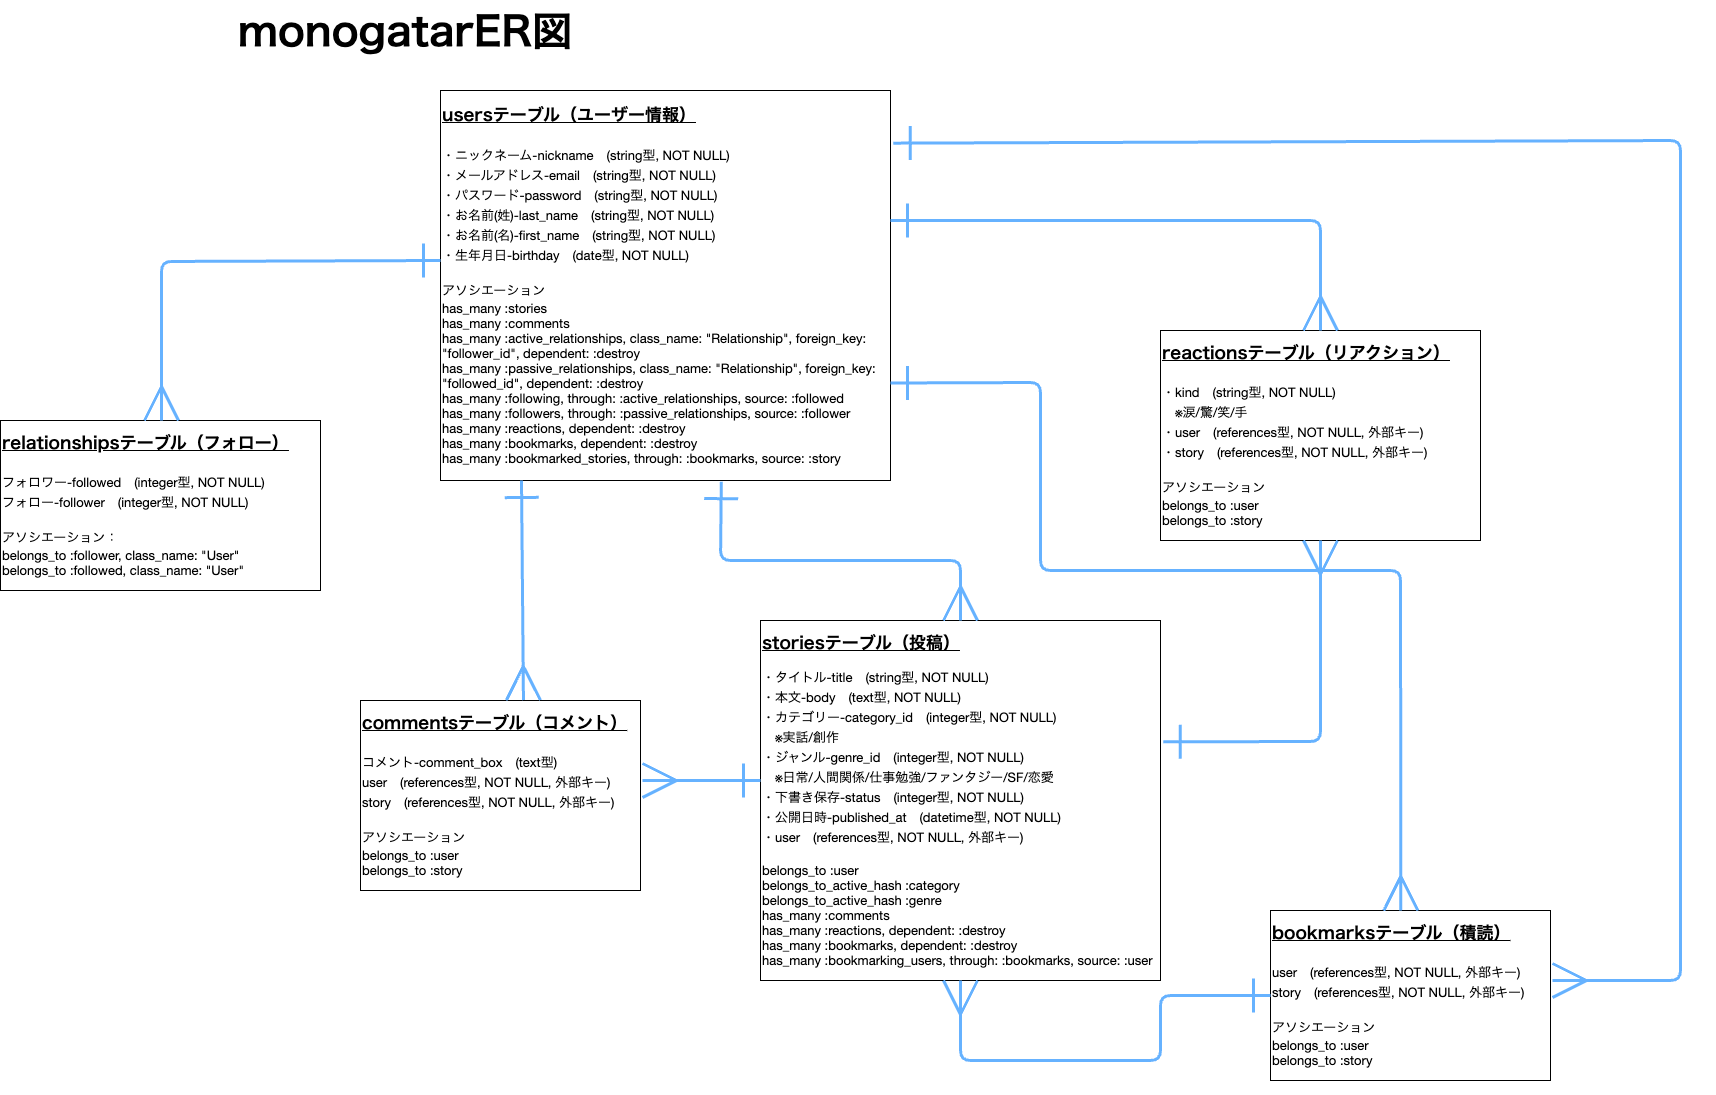 monogatarER図
usersテーブル（ユーザー情報）
・ニックネーム-nickname　(string型, NOT NULL)
・メールアドレス-email　(string型, NOT NULL)
・パスワード-password　(string型, NOT NULL)
・お名前(姓)-last_name　(string型, NOT NULL)
・お名前(名)-first_name　(string型, NOT NULL)
・生年月日-birthday　(date型, NOT NULL)
アソシエーション
has_many :stories
has_many :comments
has_many :active_relationships, class_name: "Relationship", foreign_key:
"follower_id", dependent: :destroy
has_many :passive_relationships, class_name: "Relationship", foreign_key:
"followed_id", dependent: :destroy
has_many :following, through: :active_relationships, source: :followed
has_many :followers, through: :passive_relationships, source: :follower
has_many :reactions, dependent: :destroy
has_many :bookmarks, dependent: :destroy
has_many :bookmarked_stories, through: :bookmarks, source: :story
reactionsテーブル（リアクション）
・kind　(string型, NOT NULL)
※涙/驚/笑/手
・user　(references型, NOT NULL, 外部キー)
・story　(references型, NOT NULL, 外部キー)
アソシエーション
belongs_to :user
belongs_to :story
relationshipsテーブル（フォロー）
フォロワー-followed　(integer型, NOT NULL)
フォロー-follower　(integer型, NOT NULL)
アソシエーション：
belongs_to :follower, class_name: "User"
belongs_to :followed, class_name: "User"
storiesテーブル（投稿）
・タイトル-title　(string型, NOT NULL)
・本文-body　(text型, NOT NULL)
・カテゴリー-category_id　(integer型, NOT NULL)
※実話/創作
・ジャンル-genre_id　(integer型, NOT NULL)
※日常/人間関係/仕事勉強/ファンタジー/SF/恋愛
・下書き保存-status　(integer型, NOT NULL)
・公開日時-published_at　(datetime型, NOT NULL)
・user　(references型, NOT NULL, 外部キー)
belongs_to :user
belongs_to_active_hash :category
belongs_to_active_hash :genre
has_many :comments
has_many :reactions, dependent: :destroy
has_many :bookmarks, dependent: :destroy
has_many :bookmarking_users, through: :bookmarks, source: :user
commentsテーブル（コメント）
コメント-comment_box　(text型)
user　(references型, NOT NULL, 外部キー)
story　(references型, NOT NULL, 外部キー)
アソシエーション
belongs_to :user
belongs_to :story
bookmarksテーブル（積読）
user　(references型, NOT NULL, 外部キー)
story　(references型, NOT NULL, 外部キー)
アソシエーション
belongs_to :user
belongs_to :story